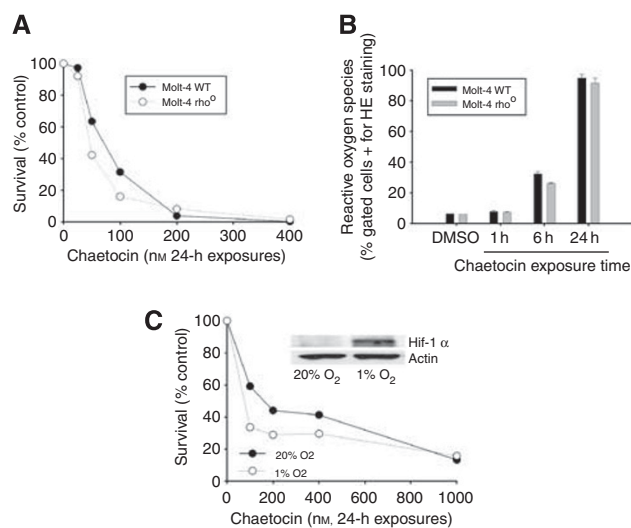 A
Survival (% control)
100
80
60
40
20
0
Molt-4 WT
Molt-4 rho⁰
0 100 200 300 400
Chaetocin (nM 24-h exposures)
B
Reactive oxygen species
(% gated cells + for HE staining)
100
80
60
40
20
0
Molt-4 WT
Molt-4 rho⁰
DMSO 1 h 6 h 24 h
Chaetocin exposure time
C
Survival (% control)
100
80
60
40
20
0
Hif-1 α
Actin
20% O₂ 1% O₂
20% O2
1% O2
0 200 400 600 800 1000
Chaetocin (nM, 24-h exposures)